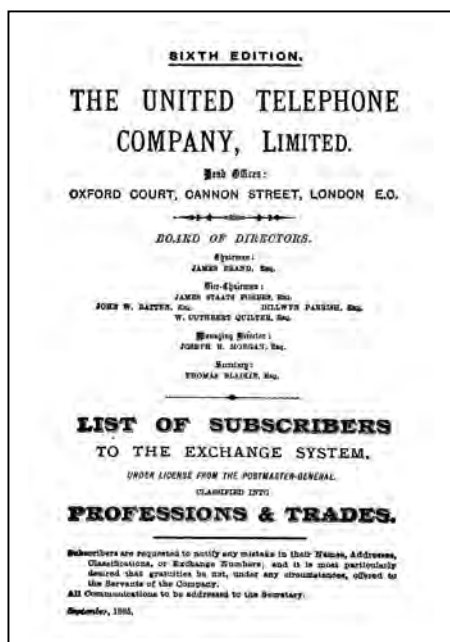 SIXTH EDITION.
THE UNITED TELEPHONE
COMPANY, LIMITED.
Head Offices:
OXFORD COURT, CANNON STREET, LONDON E.C.
BOARD OF DIRECTORS.
Chairman:
JAMES BRAND, Esq.
Vice-Chairmen:
JAMES STAATS FORBES, Esq.
JOHN W. BATTEN, Esq. DILLWYN PARRISH, Esq.
W. CUTHBERT QUILTER, Esq.
Managing Director:
JOSEPH H. MORGAN, Esq.
Secretary:
THOMAS BLAIKIE, Esq.
LIST OF SUBSCRIBERS
TO THE EXCHANGE SYSTEM,
UNDER LICENSE FROM THE POSTMASTER-GENERAL.
CLASSIFIED INTO
PROFESSIONS & TRADES.
Subscribers are requested to notify any mistake in their Names, Addresses,
Classifications, or Exchange Numbers; and it is most particularly
desired that gratuities be not, under any circumstances, offered to
the Servants of the Company.
All Communications to be addressed to the Secretary.
September, 1885.